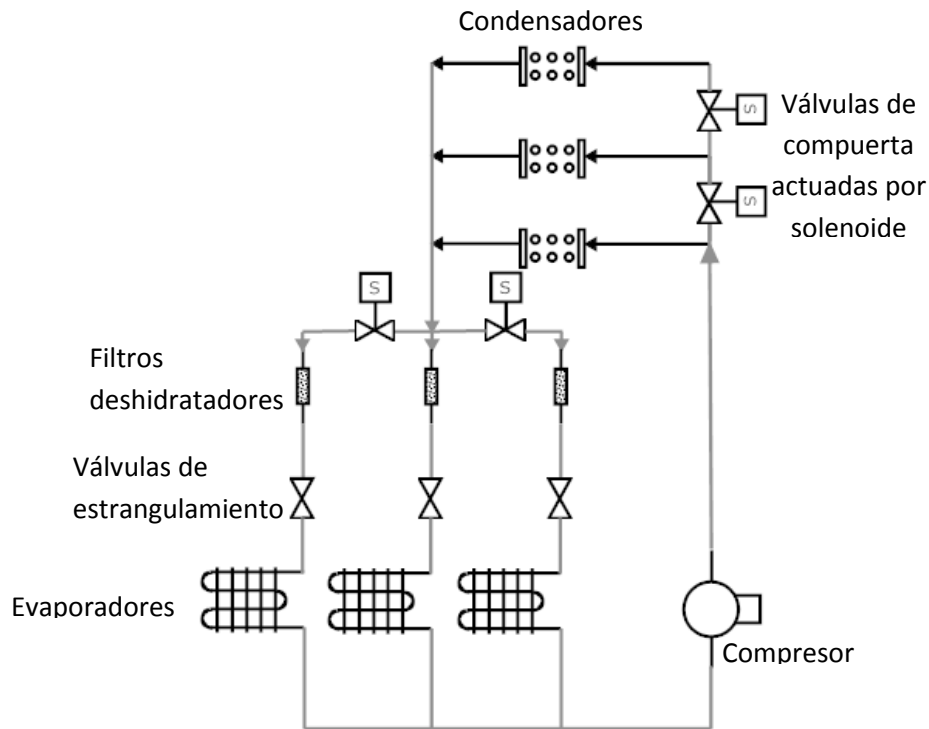 Condensadores
S
Válvulas de
compuerta
actuadas por
solenoide
S
S
S
Filtros
deshidratadores
Válvulas de
estrangulamiento
Evaporadores
Compresor